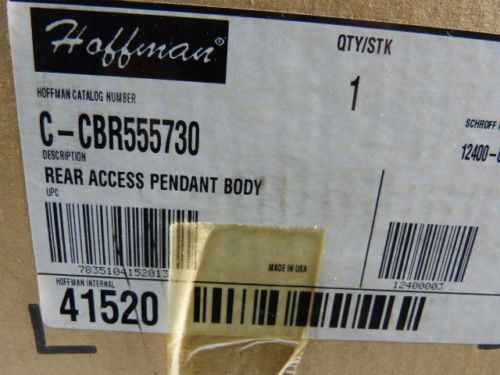 Hoffman®
QTY/STK
1
HOFFMAN CATALOG NUMBER
C-CBR555730
SCHROFF
12400-
DESCRIPTION
REAR ACCESS PENDANT BODY
UPC
783510415201
MADE IN USA
12400003
HOFFMAN INTERNAL
41520